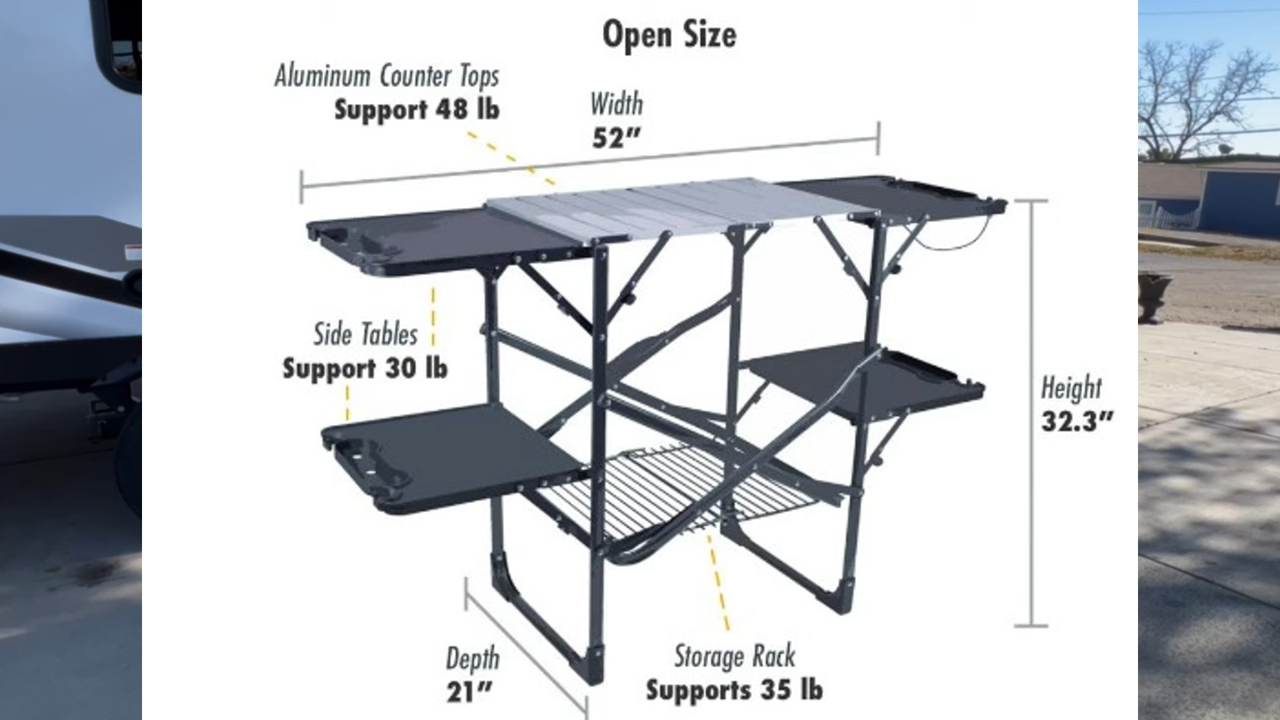 Open Size
Aluminum Counter Tops
Support 48 lb
Width
52”
Side Tables
Support 30 lb
Height
32.3”
Depth
21”
Storage Rack
Supports 35 lb